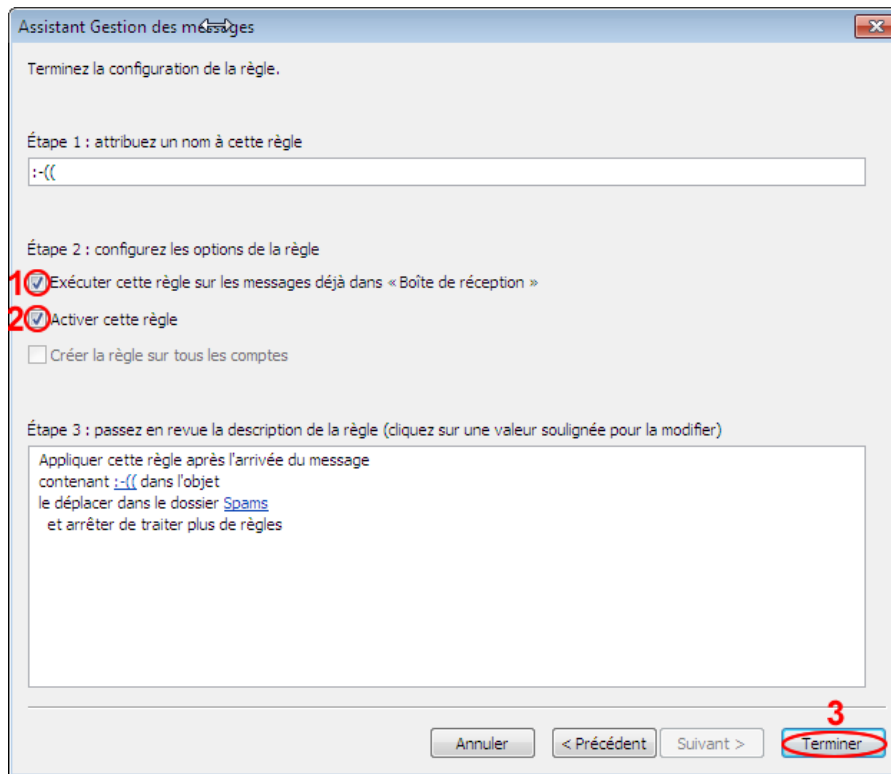 Assistant Gestion des messages
Terminez la configuration de la règle.
Étape 1 : attribuez un nom à cette règle
:-((
Étape 2 : configurez les options de la règle
1 Exécuter cette règle sur les messages déjà dans « Boîte de réception »
2 Activer cette règle
Créer la règle sur tous les comptes
Étape 3 : passez en revue la description de la règle (cliquez sur une valeur soulignée pour la modifier)
Appliquer cette règle après l'arrivée du message
contenant :-(( dans l'objet
le déplacer dans le dossier Spams
et arrêter de traiter plus de règles
3
Annuler < Précédent Suivant > Terminer